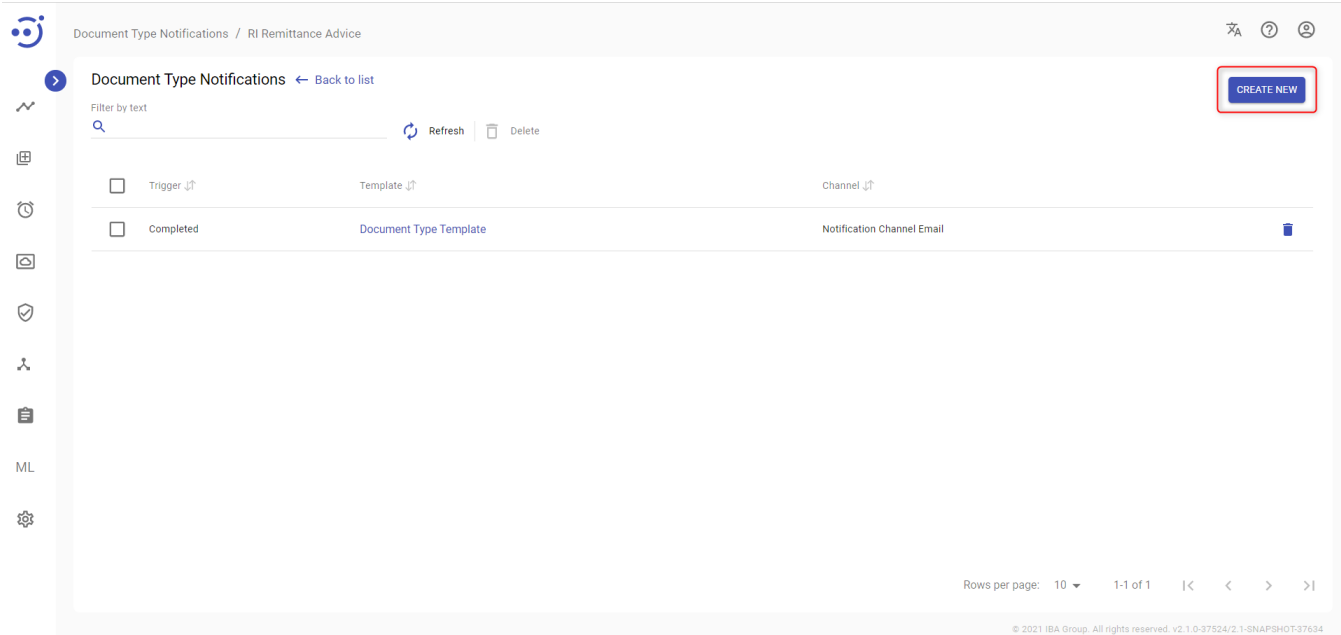 Document Type Notifications / RI Remittance Advice
Document Type Notifications ← Back to list
CREATE NEW
Filter by text
Refresh Delete
Trigger Template Channel
Completed Document Type Template Notification Channel Email
ML
Rows per page: 10 1-1 of 1
© 2021 IBA Group. All rights reserved. v2.1.0-37524/2.1-SNAPSHOT-37634